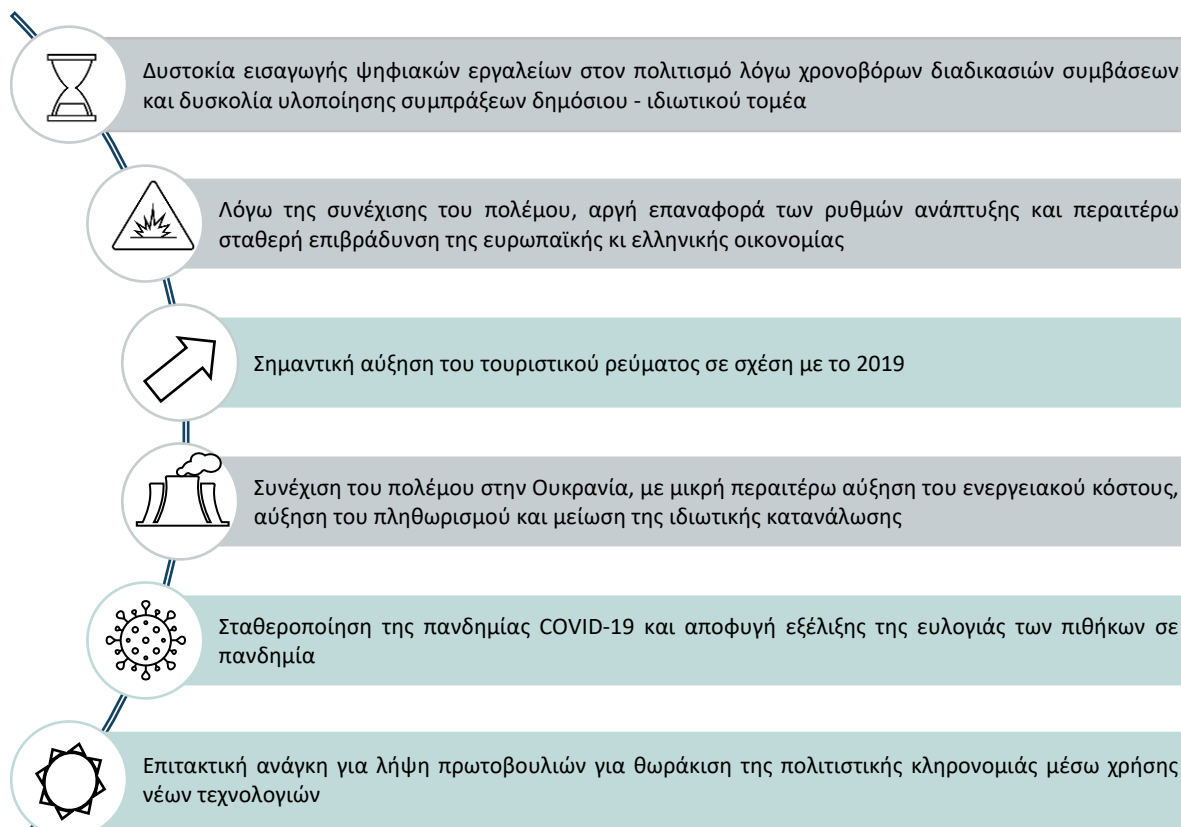 Δυστοκία εισαγωγής ψηφιακών εργαλείων στον πολιτισμό λόγω χρονοβόρων διαδικασιών συμβάσεων
και δυσκολία υλοποίησης συμπράξεων δημόσιου - ιδιωτικού τομέα
Λόγω της συνέχισης του πολέμου, αργή επαναφορά των ρυθμών ανάπτυξης και περαιτέρω
σταθερή επιβράδυνση της ευρωπαϊκής κι ελληνικής οικονομίας
Σημαντική αύξηση του τουριστικού ρεύματος σε σχέση με το 2019
Συνέχιση του πολέμου στην Ουκρανία, με μικρή περαιτέρω αύξηση του ενεργειακού κόστους,
αύξηση του πληθωρισμού και μείωση της ιδιωτικής κατανάλωσης
Σταθεροποίηση της πανδημίας COVID-19 και αποφυγή εξέλιξης της ευλογιάς των πιθήκων σε
πανδημία
Επιτακτική ανάγκη για λήψη πρωτοβουλιών για θωράκιση της πολιτιστικής κληρονομιάς μέσω χρήσης
νέων τεχνολογιών